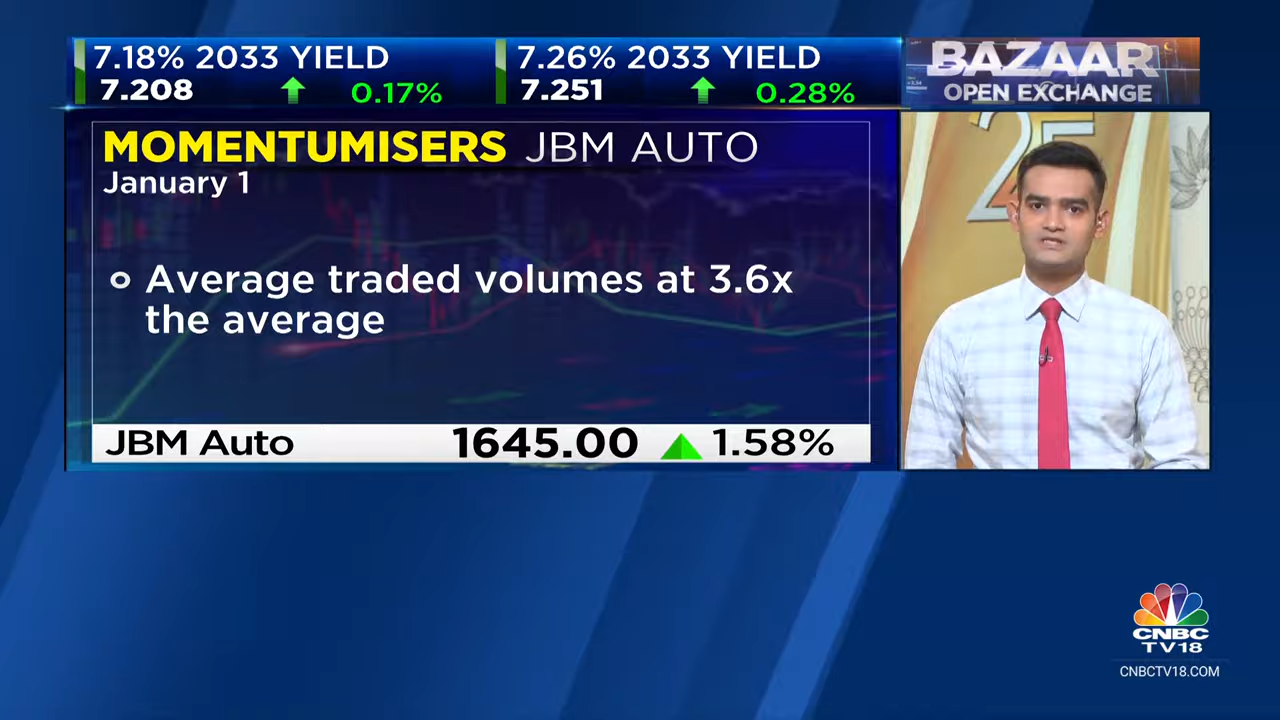 7.18% 2033 YIELD
7.208 0.17%
7.26% 2033 YIELD
7.251 0.28%
BAZAAR
OPEN EXCHANGE
MOMENTUMISERS JBM AUTO
January 1
Average traded volumes at 3.6x
the average
JBM Auto 1645.00 1.58%
25
CNBC
TV18
CNBCTV18.COM